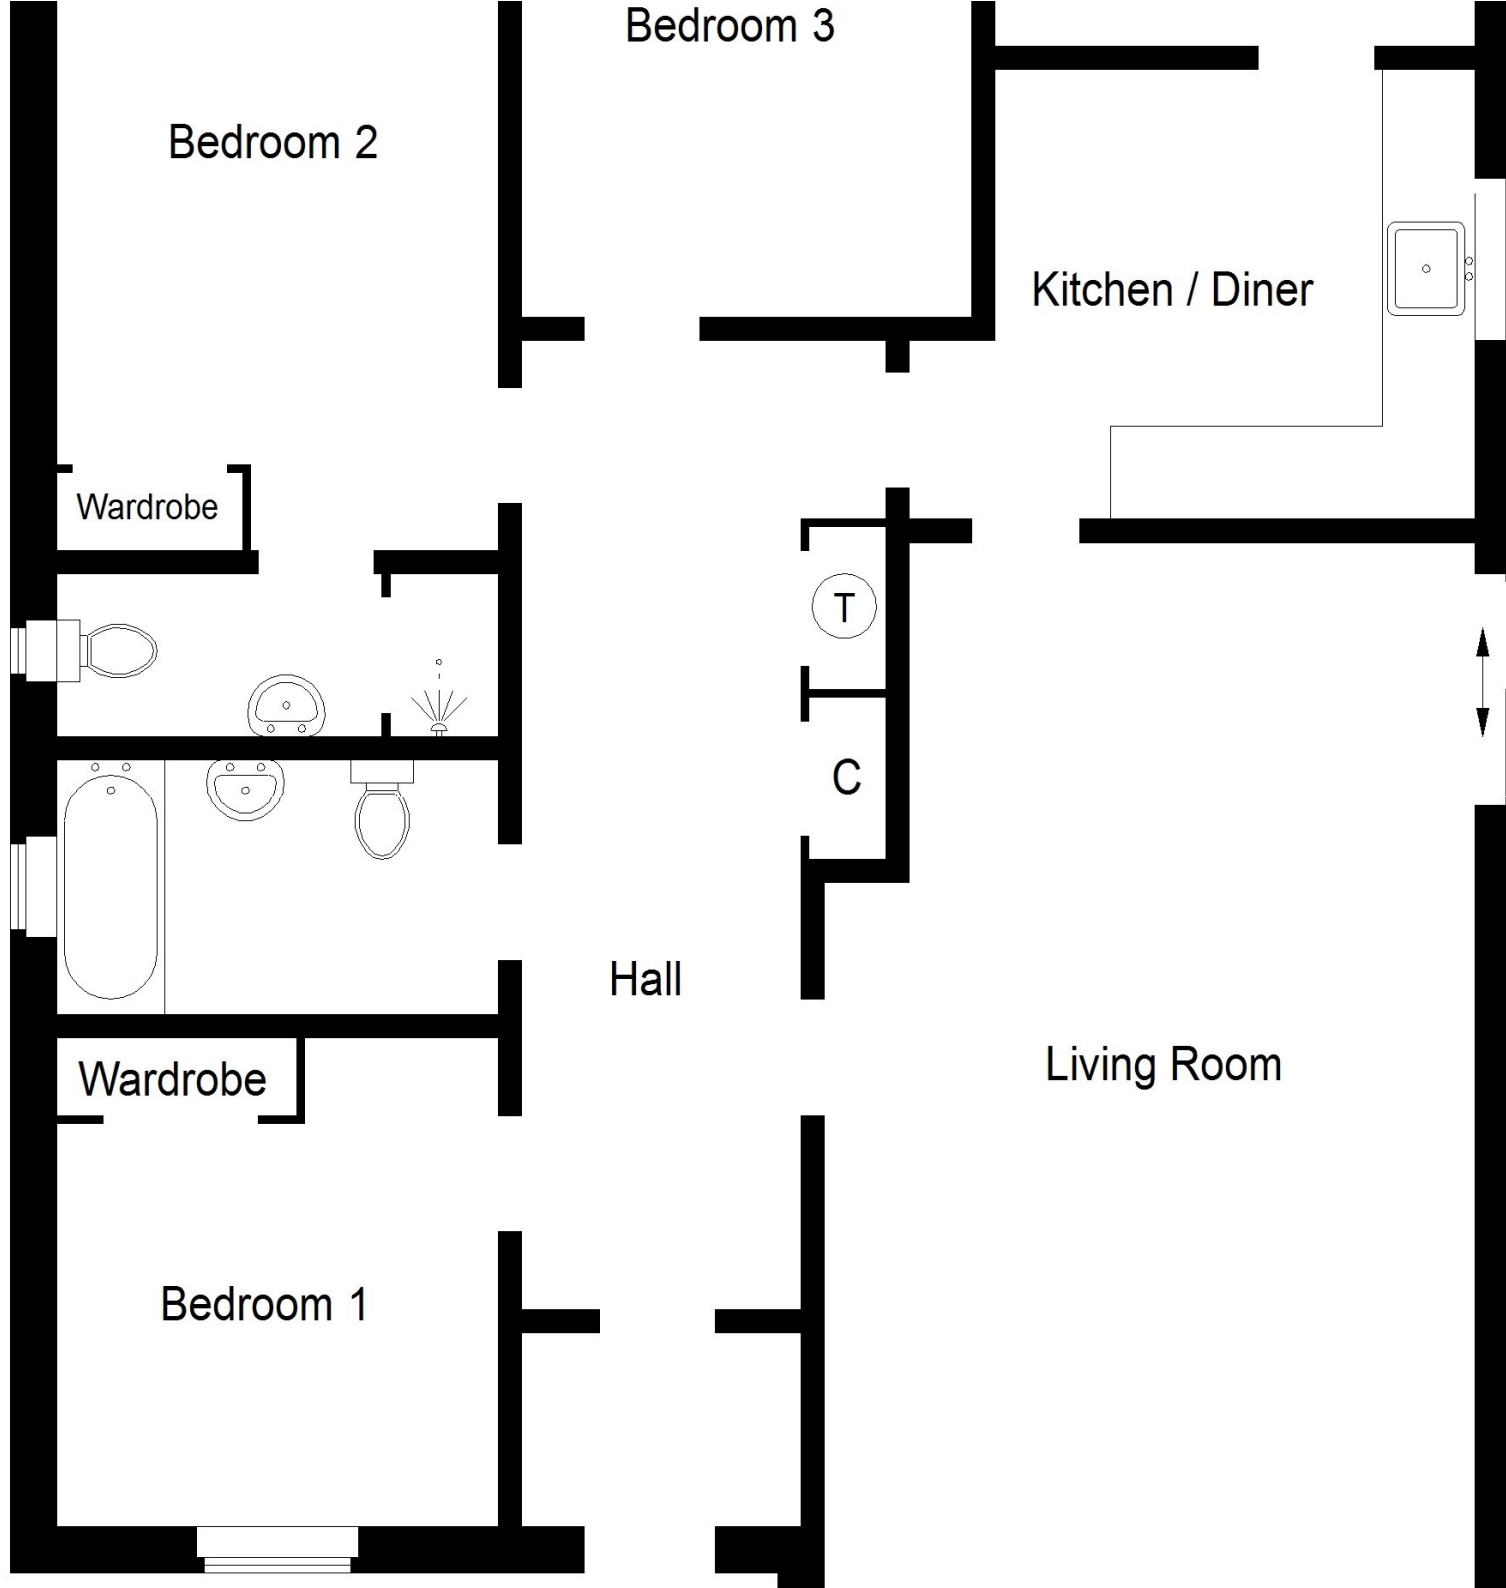 Bedroom 3
Bedroom 2
Kitchen / Diner
Wardrobe
T
C
Hall
Living Room
Wardrobe
Bedroom 1